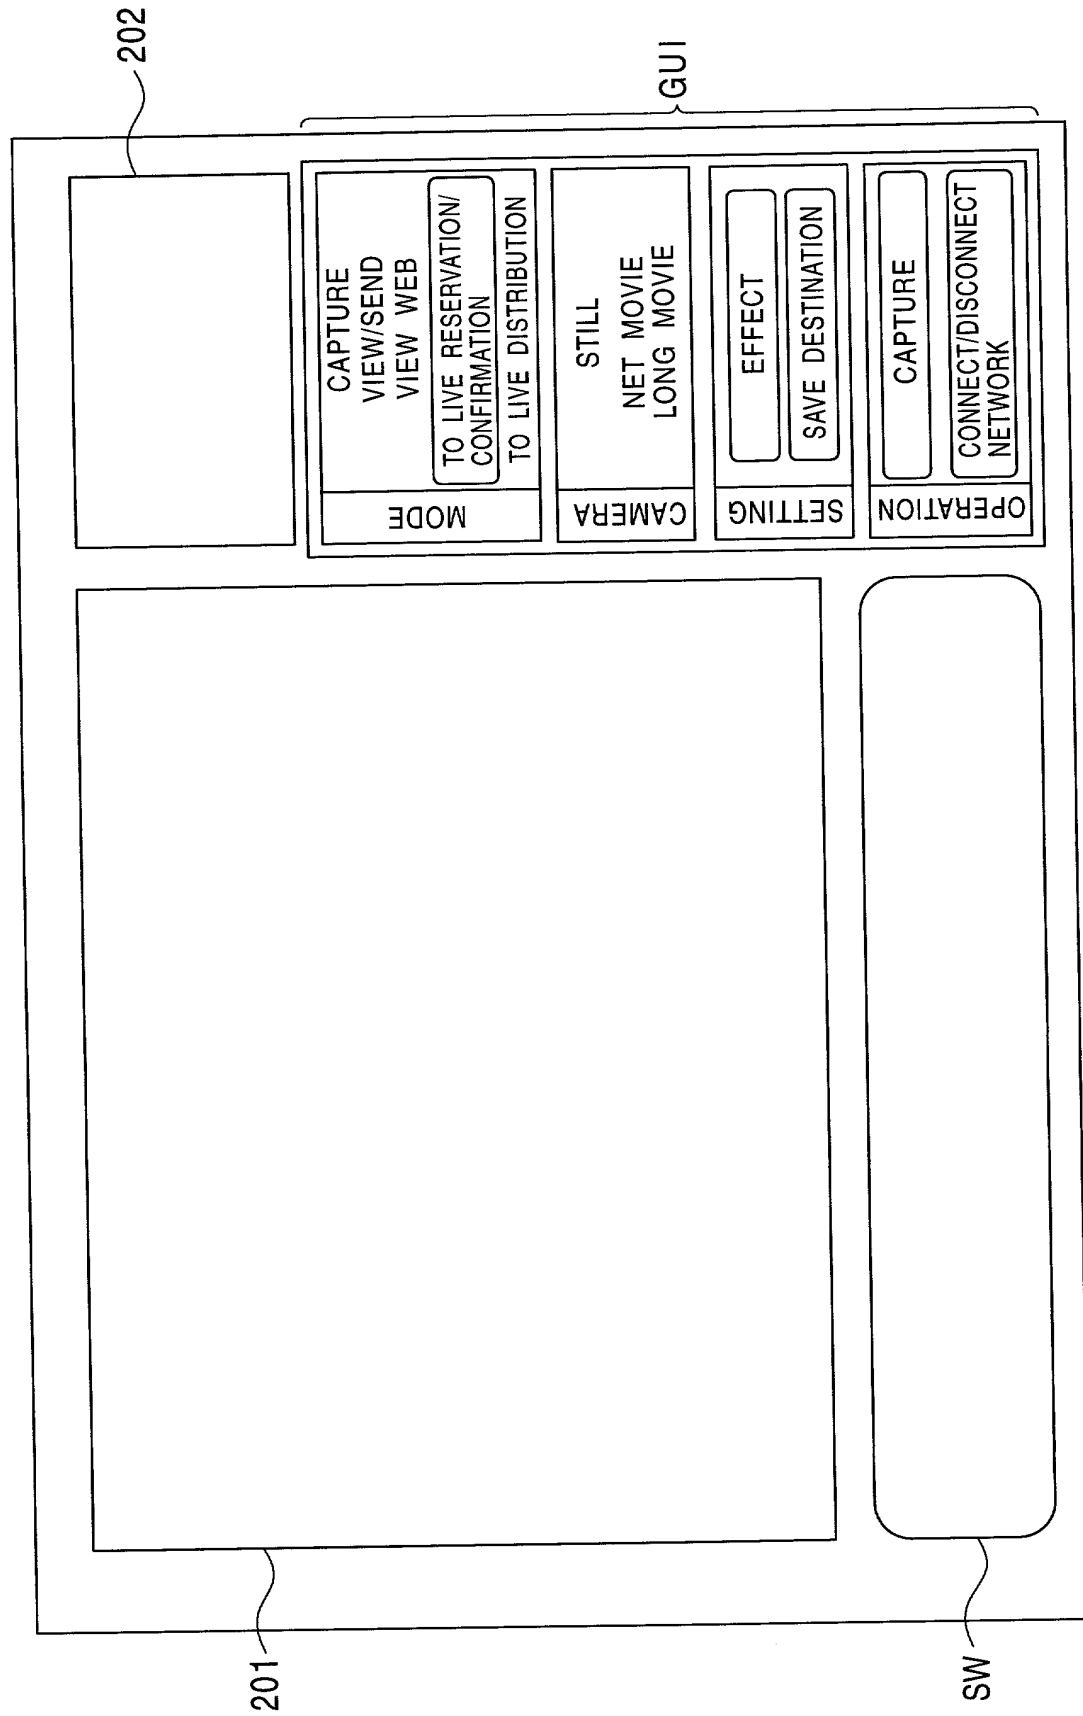 202
GUI
MODE
CAPTURE
VIEW/SEND
VIEW WEB
TO LIVE RESERVATION/
CONFIRMATION
TO LIVE DISTRIBUTION
CAMERA
STILL
NET MOVIE
LONG MOVIE
SETTING
EFFECT
SAVE DESTINATION
OPERATION
CAPTURE
CONNECT/DISCONNECT
NETWORK
201
SW